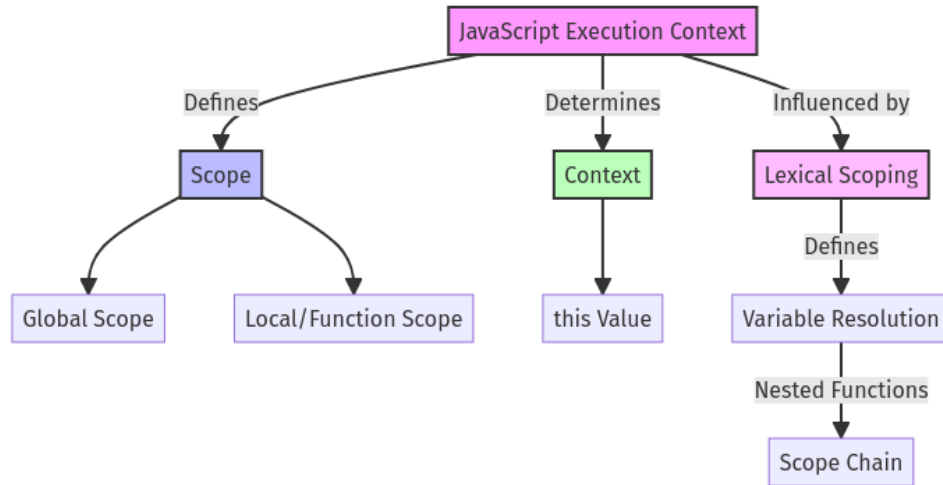 JavaScript Execution Context
Defines
Determines
Influenced by
Scope
Context
Lexical Scoping
Defines
Global Scope
Local/Function Scope
this Value
Variable Resolution
Nested Functions
Scope Chain